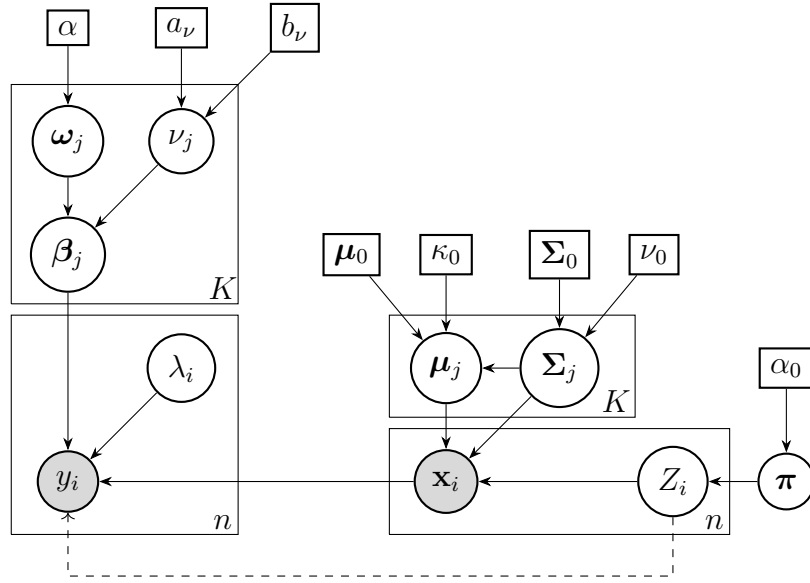 α a_ν b_ν
𝝎_j ν_j
𝜷_j
K
𝝁_0 κ_0 𝚺_0 ν_0
λ_i 𝝁_j 𝚺_j α_0
K
y_i 𝐱_i Z_i 𝝅
n n